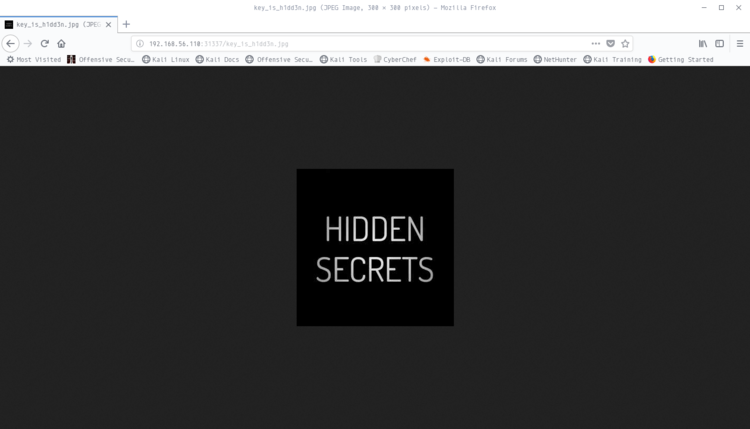 key_is_h1dd3n.jpg (JPEG Image, 300 × 300 pixels) – Mozilla Firefox
key_is_h1dd3n.jpg (JPEG
192.168.56.110:31337/key_is_h1dd3n.jpg
Most Visited Offensive Secu… Kali Linux Kali Docs Offensive Secu… Kali Tools CyberChef Exploit-DB Kali Forums NetHunter Kali Training Getting Started
HIDDEN
SECRETS